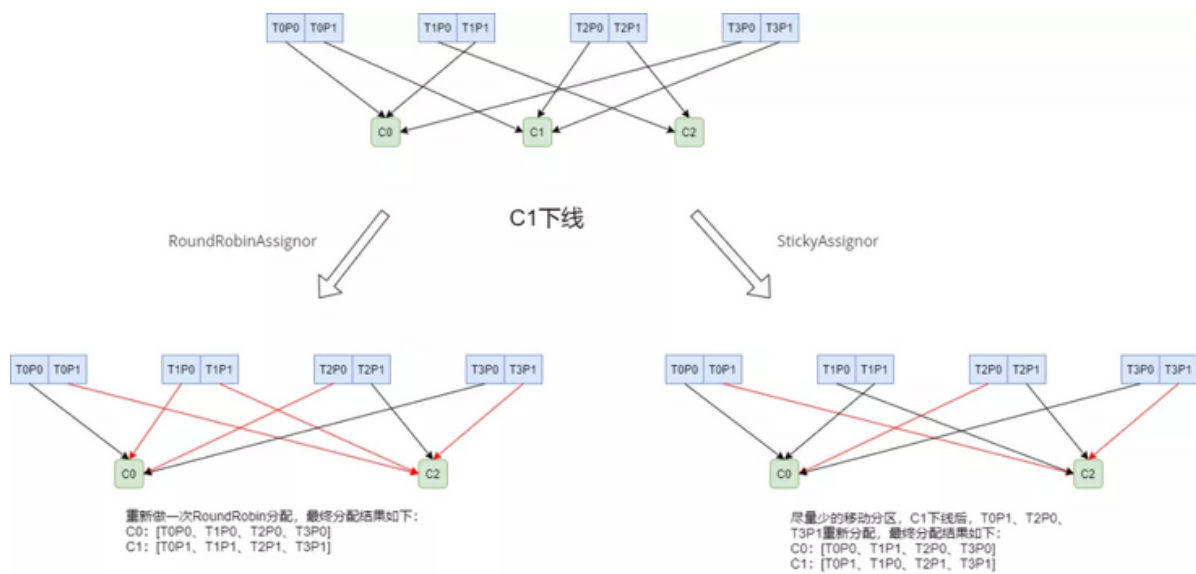 T0P0 T0P1 T1P0 T1P1 T2P0 T2P1 T3P0 T3P1
C0 C1 C2
C1下线
RoundRobinAssignor StickyAssignor
T0P0 T0P1 T1P0 T1P1 T2P0 T2P1 T3P0 T3P1
C0 C2
重新做一次RoundRobin分配，最终分配结果如下：
C0：[T0P0、T1P0、T2P0、T3P0]
C1：[T0P1、T1P1、T2P1、T3P1]
T0P0 T0P1 T1P0 T1P1 T2P0 T2P1 T3P0 T3P1
C0 C2
尽量少的移动分区，C1下线后，T0P1、T2P0、
T3P1重新分配，最终分配结果如下：
C0：[T0P0、T1P1、T2P0、T3P0]
C1：[T0P1、T1P0、T2P1、T3P1]